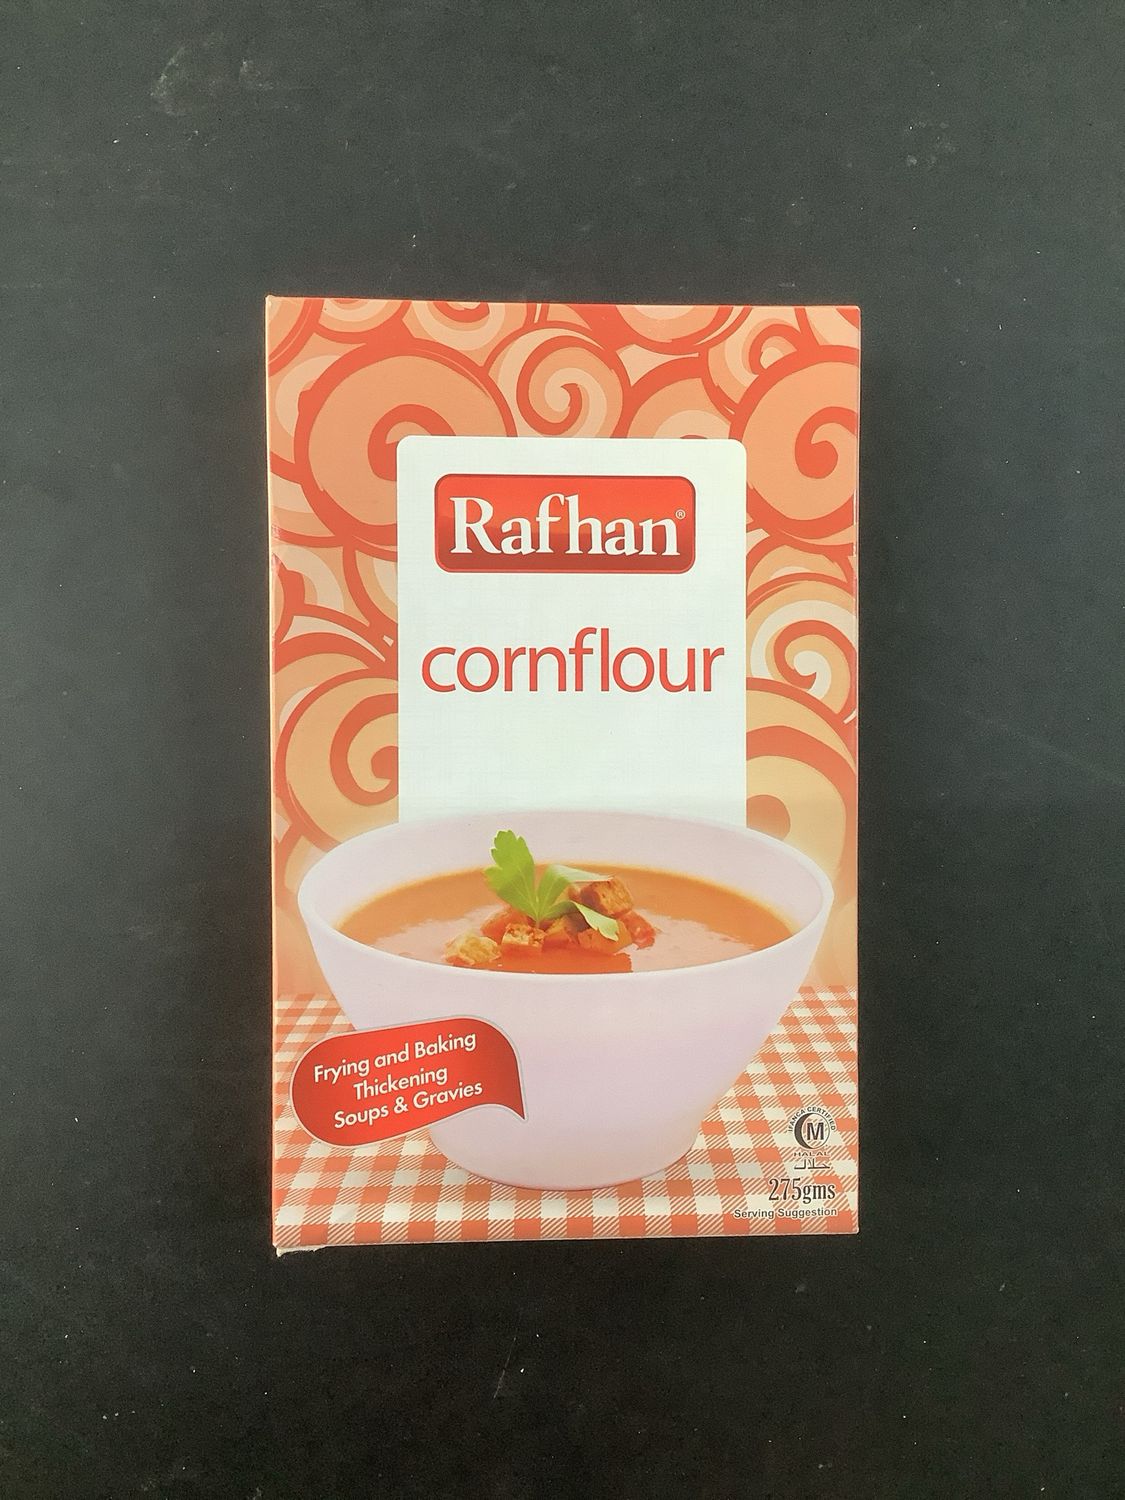 Rafhan®
cornflour
Frying and Baking
Thickening
Soups & Gravies
IFANCA CERTIFIED
M
HALAL
حلال
275gms
Serving Suggestion